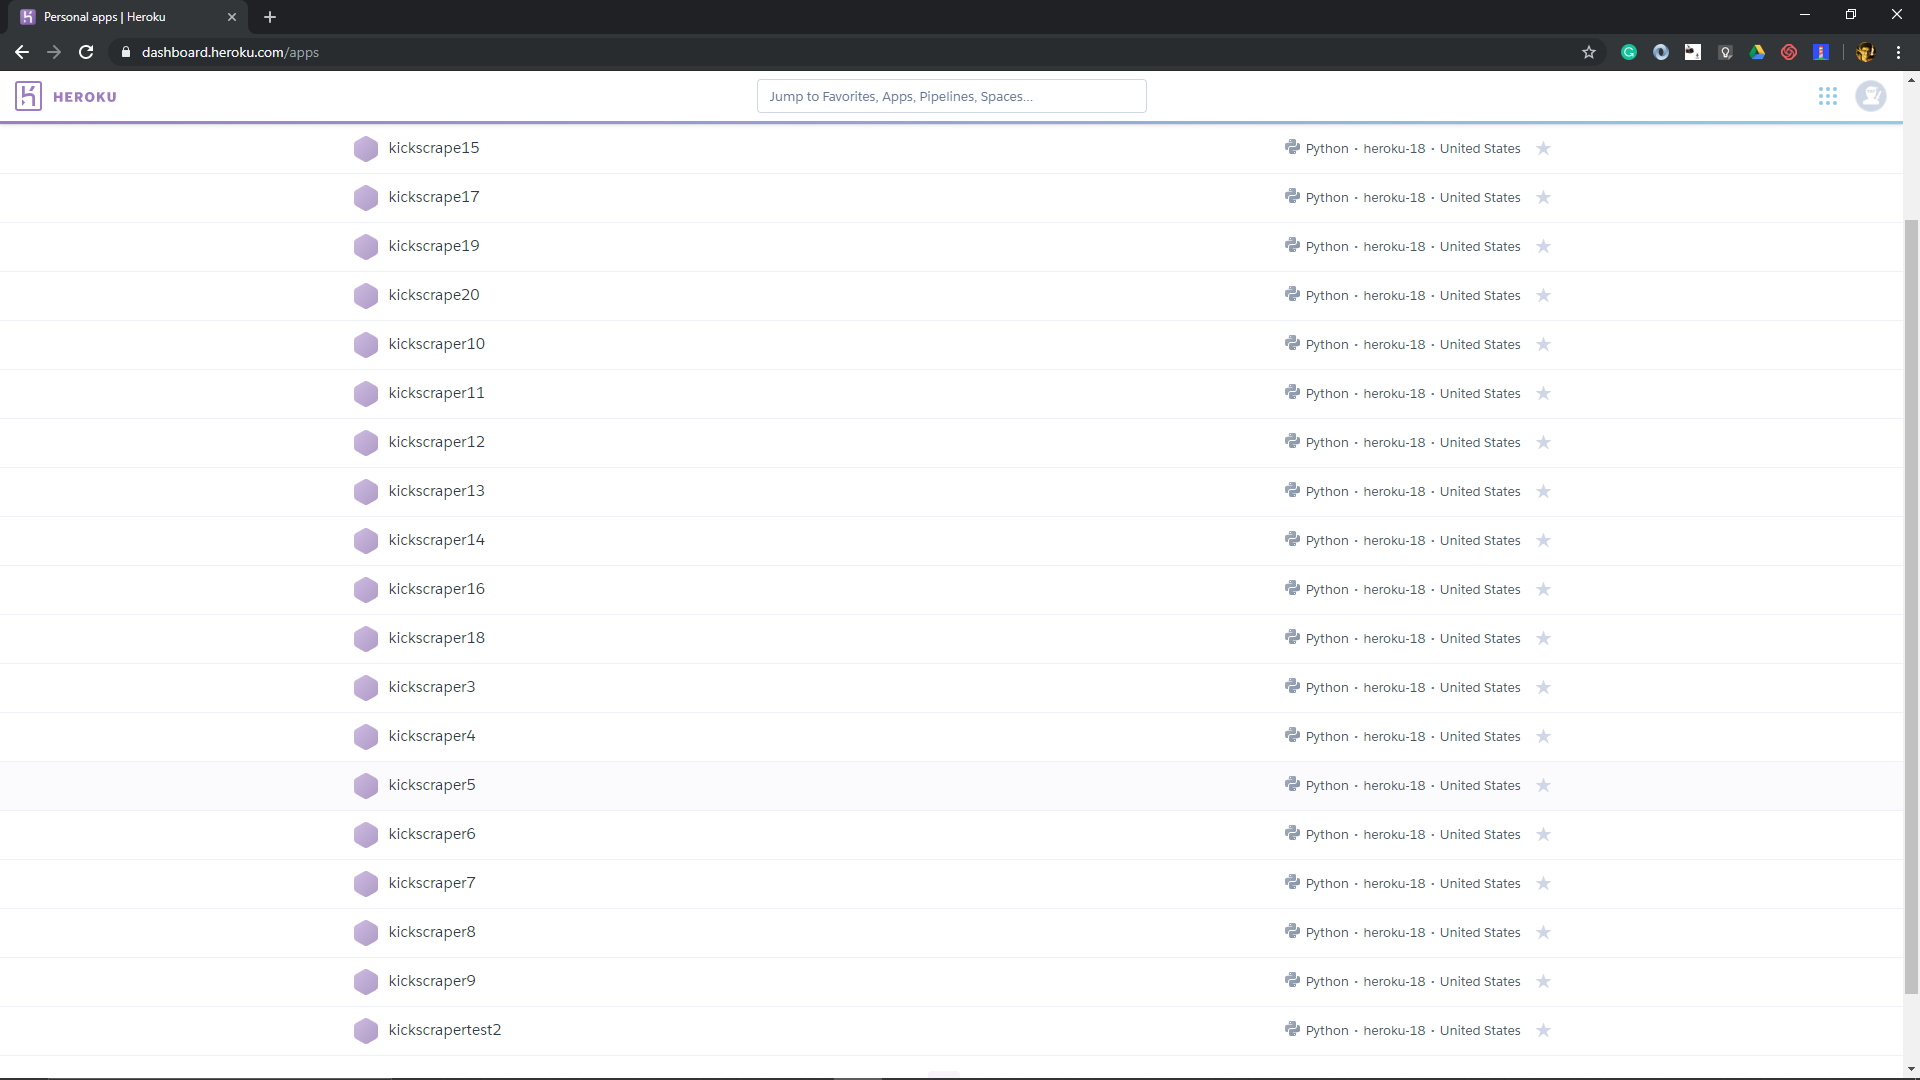 Personal apps | Heroku
dashboard.heroku.com/apps
HEROKU
Jump to Favorites, Apps, Pipelines, Spaces...
kickscrape15 Python · heroku-18 · United States
kickscrape17 Python · heroku-18 · United States
kickscrape19 Python · heroku-18 · United States
kickscrape20 Python · heroku-18 · United States
kickscraper10 Python · heroku-18 · United States
kickscraper11 Python · heroku-18 · United States
kickscraper12 Python · heroku-18 · United States
kickscraper13 Python · heroku-18 · United States
kickscraper14 Python · heroku-18 · United States
kickscraper16 Python · heroku-18 · United States
kickscraper18 Python · heroku-18 · United States
kickscraper3 Python · heroku-18 · United States
kickscraper4 Python · heroku-18 · United States
kickscraper5 Python · heroku-18 · United States
kickscraper6 Python · heroku-18 · United States
kickscraper7 Python · heroku-18 · United States
kickscraper8 Python · heroku-18 · United States
kickscraper9 Python · heroku-18 · United States
kickscrapertest2 Python · heroku-18 · United States